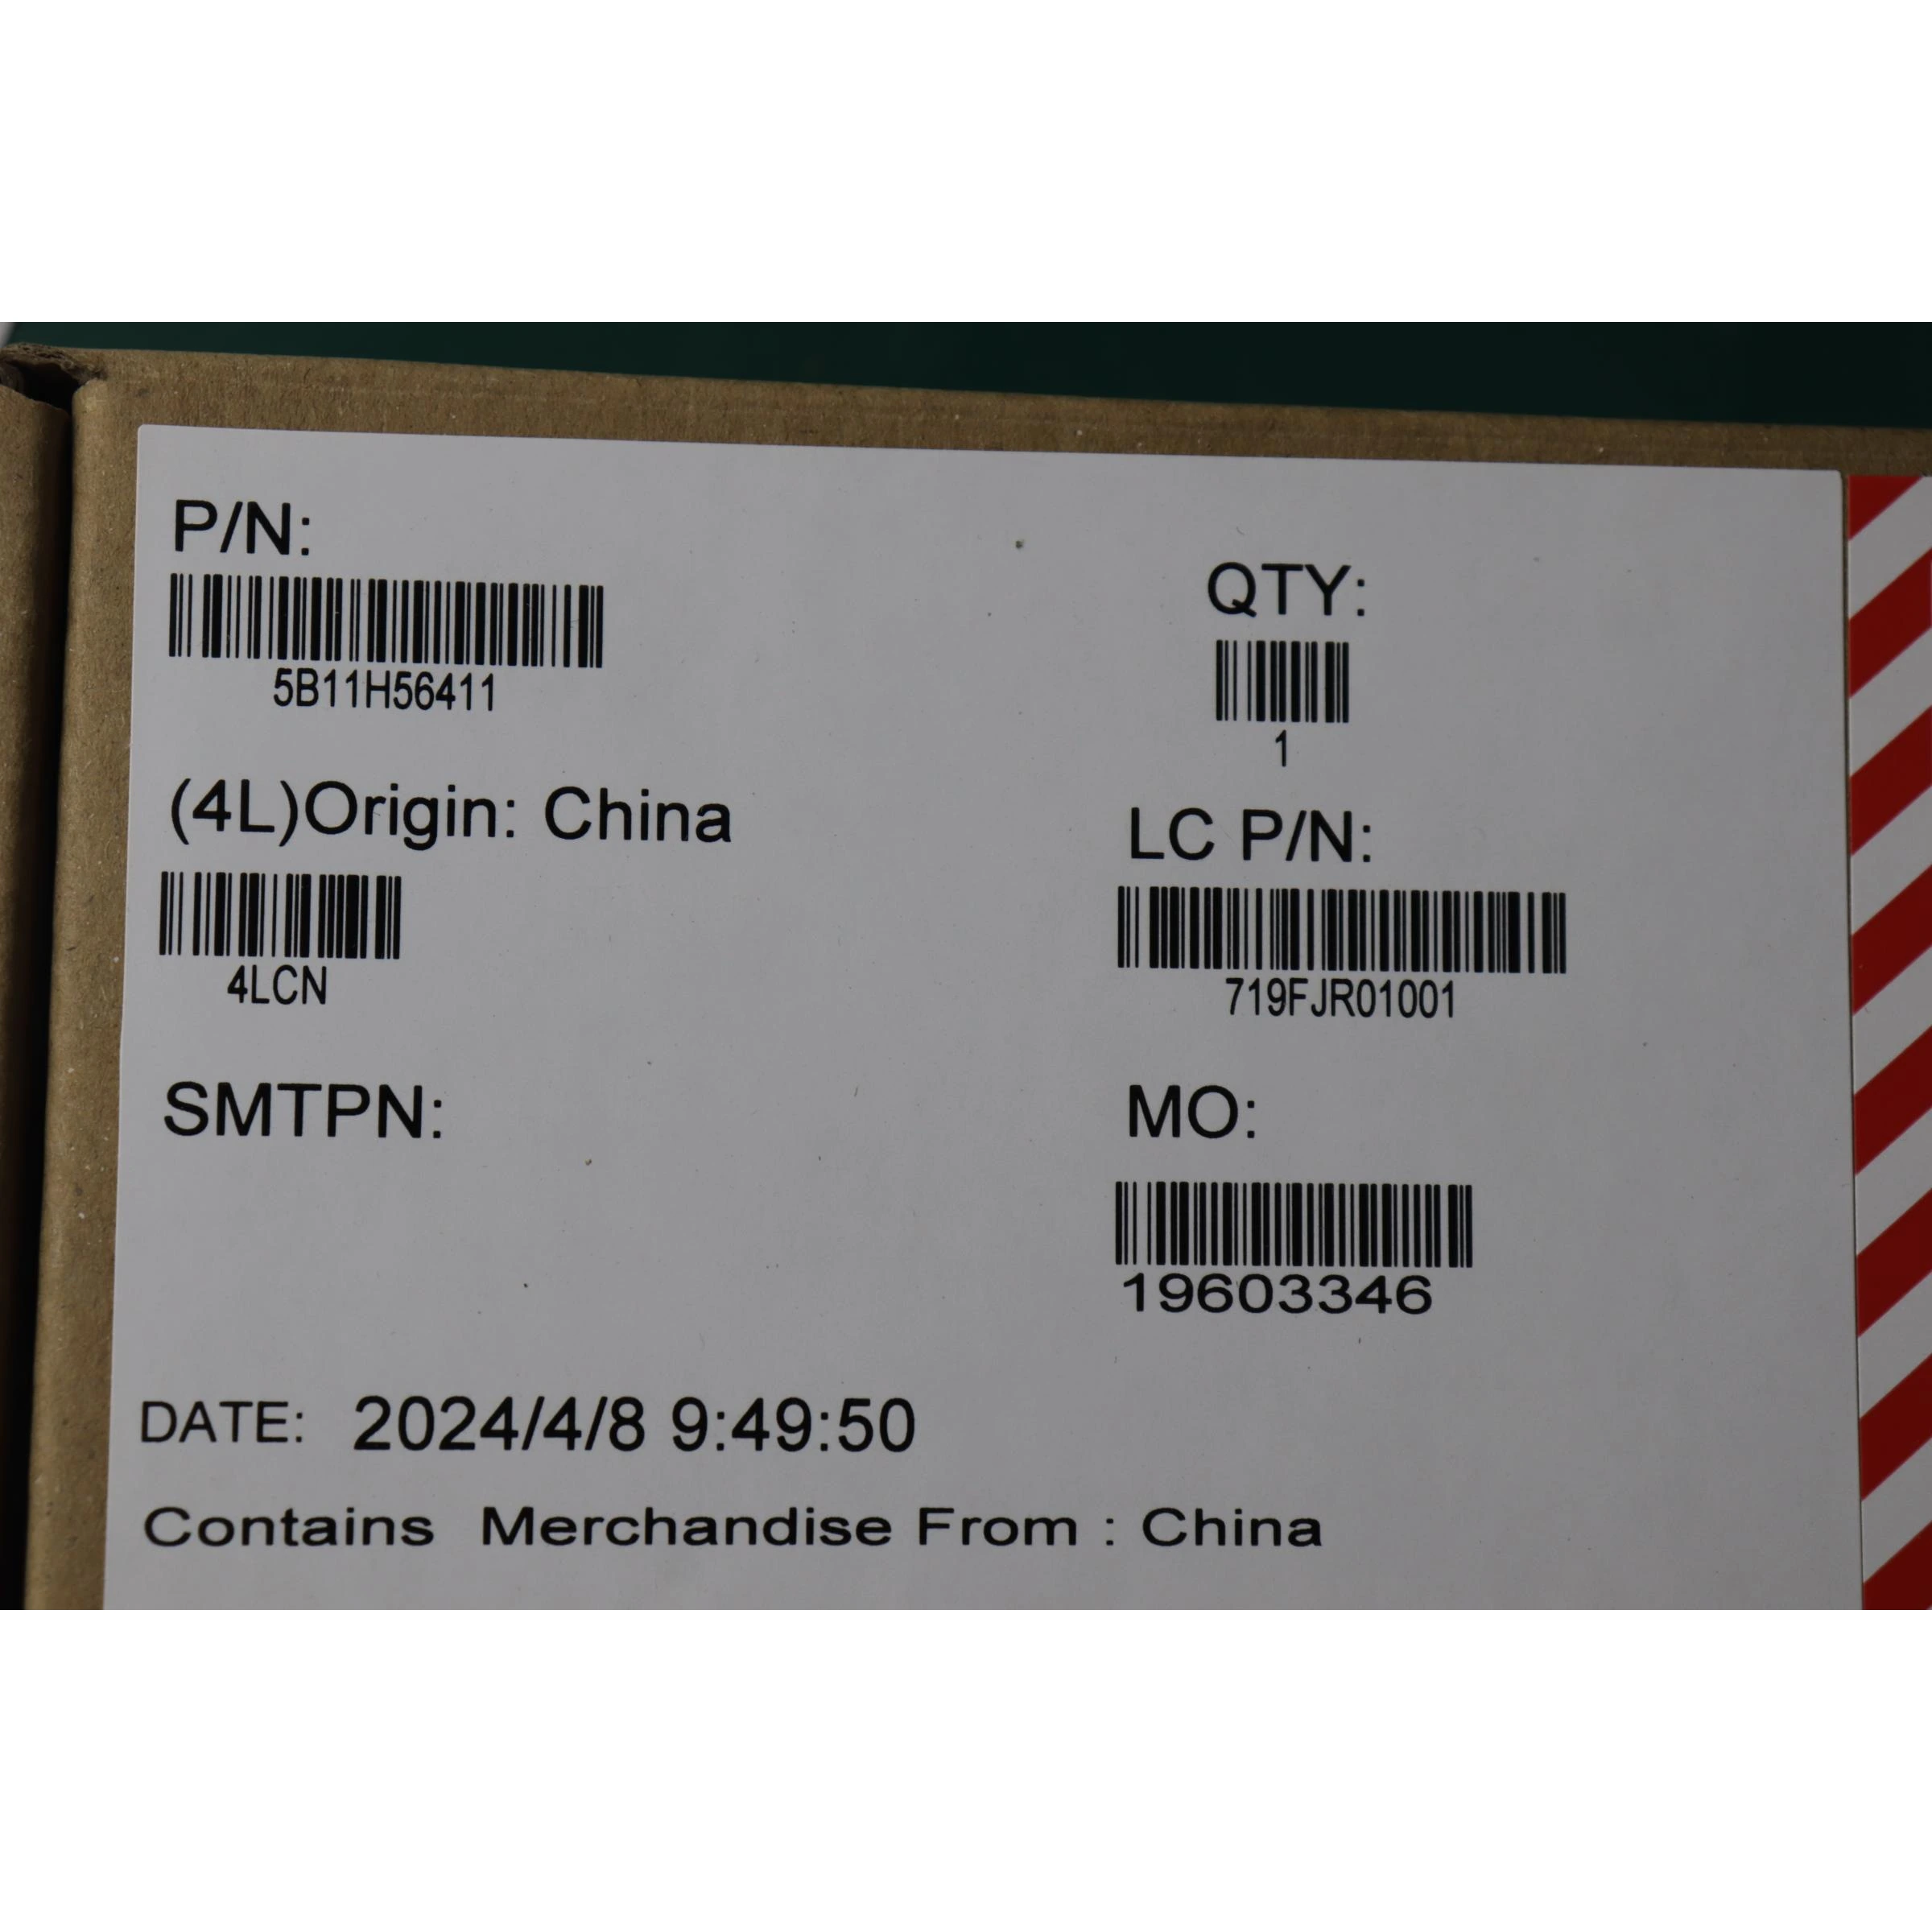 P/N:
5B11H56411
QTY:
1
(4L)Origin: China
4LCN
LC P/N:
719FJR01001
SMTPN:
MO:
19603346
DATE: 2024/4/8 9:49:50
Contains Merchandise From : China